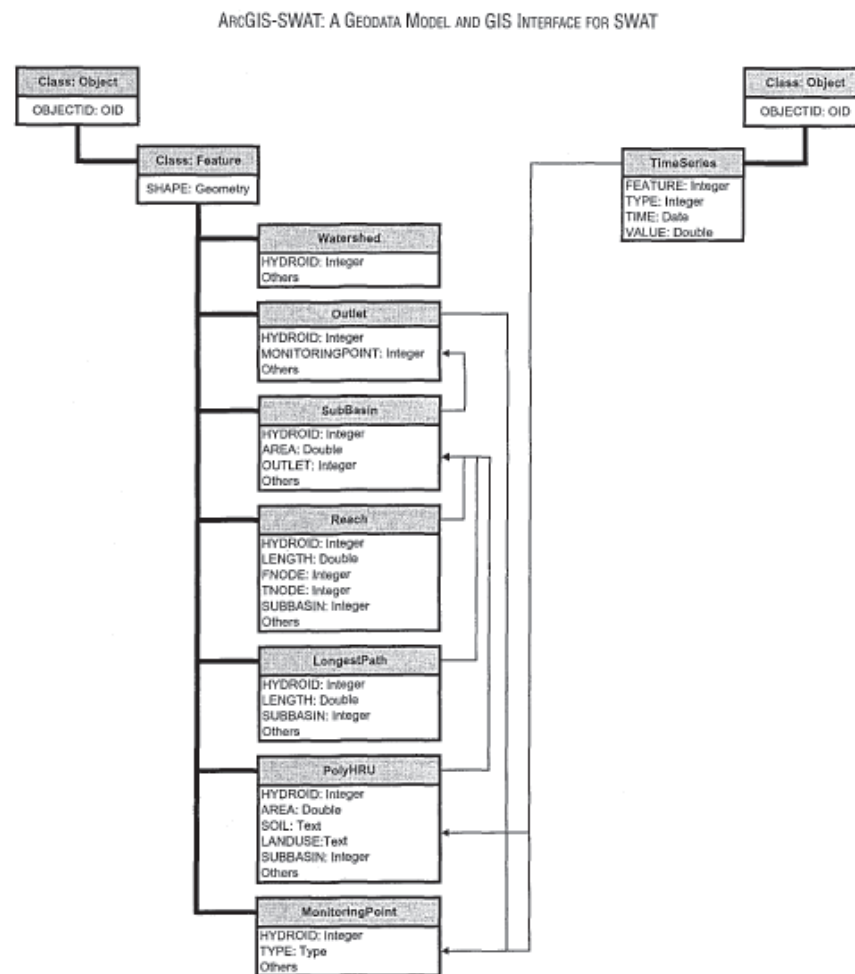 ArcGIS-SWAT: A Geodata Model and GIS Interface for SWAT
Class: Object
OBJECTID: OID
Class: Object
OBJECTID: OID
Class: Feature
SHAPE: Geometry
TimeSeries
FEATURE: Integer
TYPE: Integer
TIME: Date
VALUE: Double
Watershed
HYDROID: Integer
Others
Outlet
HYDROID: Integer
MONITORINGPOINT: Integer
Others
SubBasin
HYDROID: Integer
AREA: Double
OUTLET: Integer
Others
Reach
HYDROID: Integer
LENGTH: Double
FNODE: Integer
TNODE: Integer
SUBBASIN: Integer
Others
LongestPath
HYDROID: Integer
LENGTH: Double
SUBBASIN: Integer
Others
PolyHRU
HYDROID: Integer
AREA: Double
SOIL: Text
LANDUSE:Text
SUBBASIN: Integer
Others
MonitoringPoint
HYDROID: Integer
TYPE: Type
Others